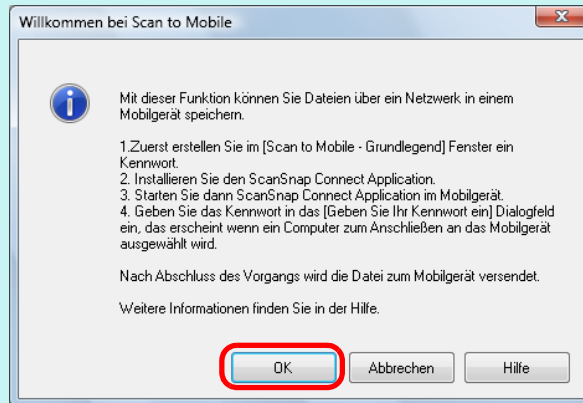 Willkommen bei Scan to Mobile
Mit dieser Funktion können Sie Dateien über ein Netzwerk in einem
Mobilgerät speichern.
1.Zuerst erstellen Sie im [Scan to Mobile - Grundlegend] Fenster ein
Kennwort.
2. Installieren Sie den ScanSnap Connect Application.
3. Starten Sie dann ScanSnap Connect Application im Mobilgerät.
4. Geben Sie das Kennwort in das [Geben Sie Ihr Kennwort ein] Dialogfeld
ein, das erscheint wenn ein Computer zum Anschließen an das Mobilgerät
ausgewählt wird.
Nach Abschluss des Vorgangs wird die Datei zum Mobilgerät versendet.
Weitere Informationen finden Sie in der Hilfe.
OK Abbrechen Hilfe